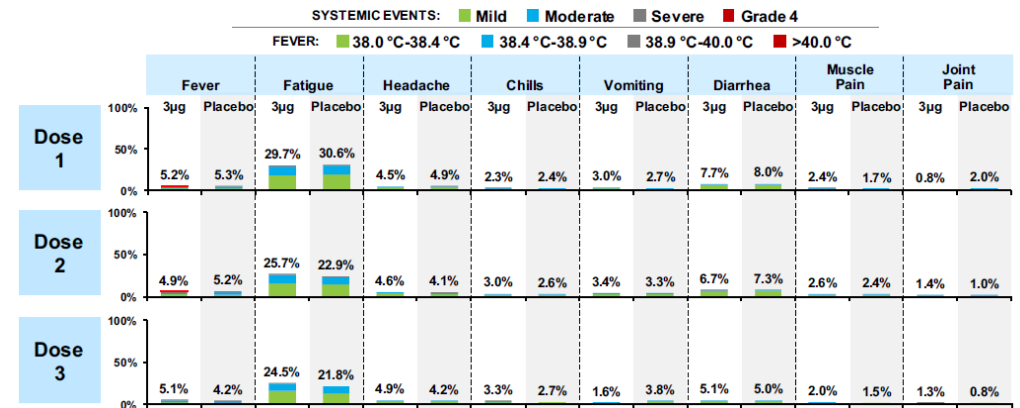 SYSTEMIC EVENTS: Mild Moderate Severe Grade 4
FEVER: 38.0 °C-38.4 °C 38.4 °C-38.9 °C 38.9 °C-40.0 °C >40.0 °C
Fever Fatigue Headache Chills Vomiting Diarrhea Muscle Pain Joint Pain
3µg Placebo 3µg Placebo 3µg Placebo 3µg Placebo 3µg Placebo 3µg Placebo 3µg Placebo 3µg Placebo
Dose 1
100%
50%
0%
5.2% 5.3% 29.7% 30.6% 4.5% 4.9% 2.3% 2.4% 3.0% 2.7% 7.7% 8.0% 2.4% 1.7% 0.8% 2.0%
Dose 2
100%
50%
0%
4.9% 5.2% 25.7% 22.9% 4.6% 4.1% 3.0% 2.6% 3.4% 3.3% 6.7% 7.3% 2.6% 2.4% 1.4% 1.0%
Dose 3
100%
50%
0%
5.1% 4.2% 24.5% 21.8% 4.9% 4.2% 3.3% 2.7% 1.6% 3.8% 5.1% 5.0% 2.0% 1.5% 1.3% 0.8%